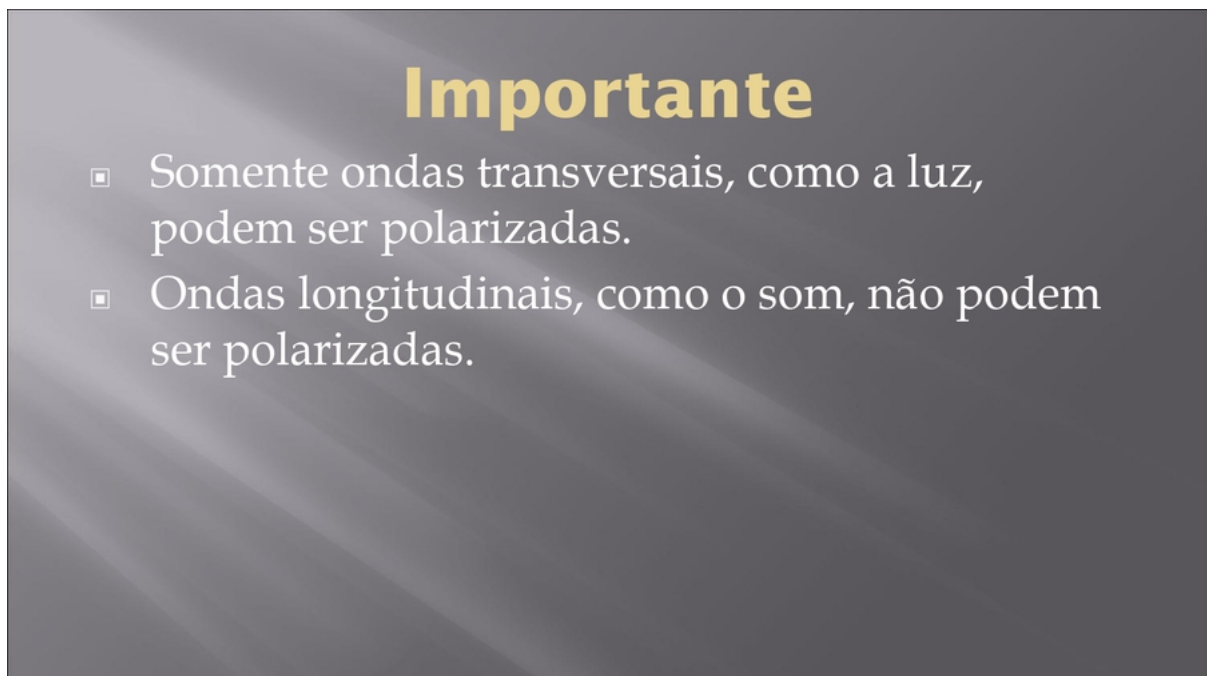 Importante
Somente ondas transversais, como a luz,
podem ser polarizadas.
Ondas longitudinais, como o som, não podem
ser polarizadas.